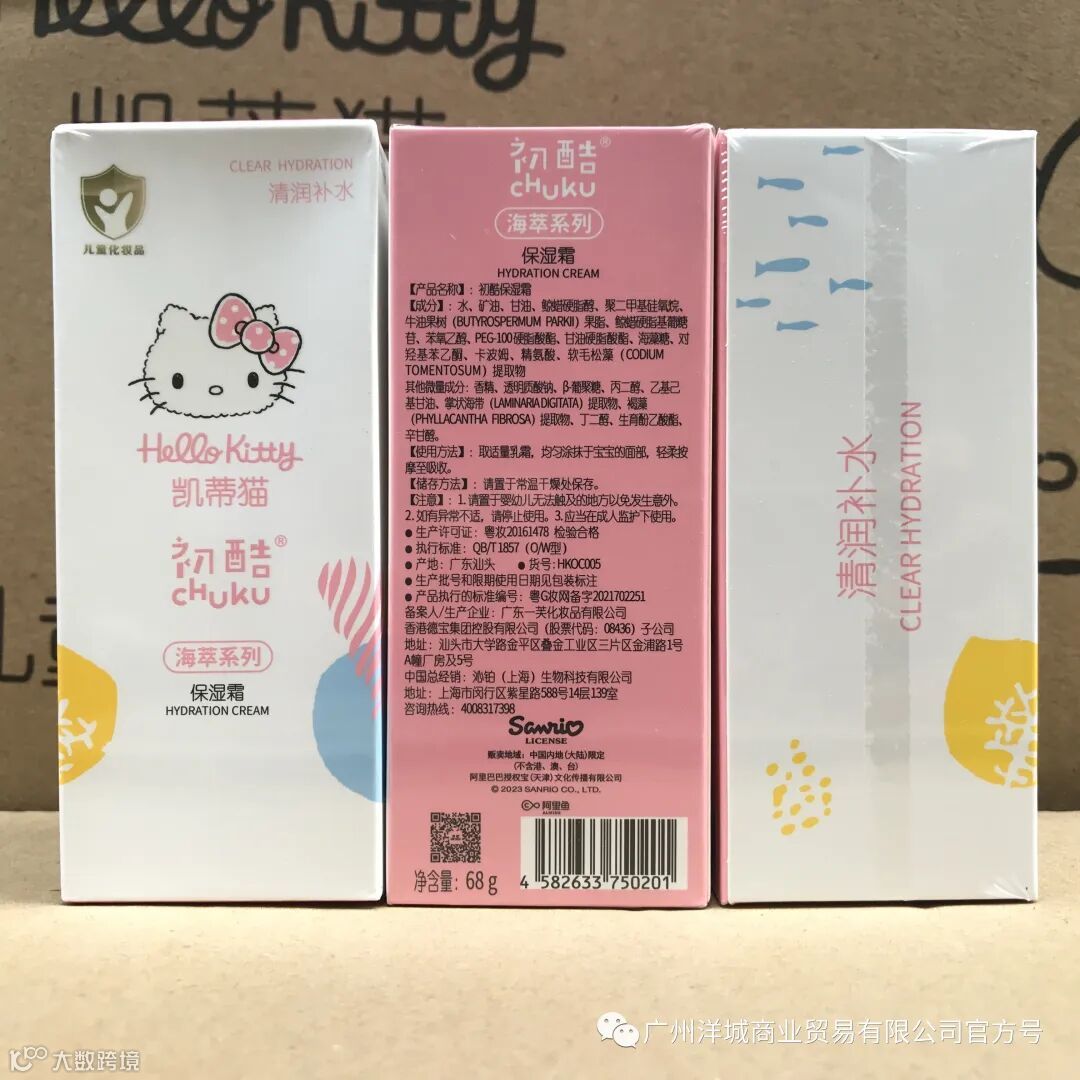 Hello Kitty
凯蒂猫
CLEAR HYDRATION
清润补水
儿童化妆品
Hello Kitty
凯蒂猫
初酷®
CHUKU
海萃系列
保湿霜
HYDRATION CREAM
初酷®
CHUKU
海萃系列
保湿霜
HYDRATION CREAM
【产品名称】：初酷保湿霜
【成分】：水、矿油、甘油、鲸蜡硬脂醇、聚二甲基硅氧烷、
牛油果树（BUTYROSPERMUM PARKII）果脂、鲸蜡硬脂基葡糖
苷、苯氧乙醇、PEG-100硬脂酸酯、甘油硬脂酸酯、海藻糖、对
羟基苯乙酮、卡波姆、精氨酸、软毛松藻（CODIUM
TOMENTOSUM）提取物
其他微量成分：香精、透明质酸钠、β-葡聚糖、丙二醇、乙基己
基甘油、掌状海带（LAMINARIA DIGITATA）提取物、褐藻
（PHYLLACANTHA FIBROSA）提取物、丁二醇、生育酚乙酸酯、
辛甘醇。
【使用方法】：取适量乳霜，均匀涂抹于宝宝的面部，轻柔按
摩至吸收。
【储存方法】：请置于常温干燥处保存。
【注意】：1.请置于婴幼儿无法触及的地方以免发生意外。
2.如有异常不适，请停止使用。3.应当在成人监护下使用。
●生产许可证：粤妆20161478 检验合格
●执行标准：QB/T 1857（O/W型）
●产地：广东汕头 ●货号：HKOC005
●生产批号和限期使用日期见包装标注
●产品执行的标准编号：粤G妆网备字2021702251
备案人/生产企业：广东一芙化妆品有限公司
香港德宝集团控股有限公司（股票代码：08436）子公司
地址：汕头市大学路金平区叠金工业区三片区金浦路1号
A幢厂房及5号
中国总经销：沁铂（上海）生物科技有限公司
地址：上海市闵行区紫星路588号14层139室
咨询热线：4008317398
Sanrio
LICENSE
贩卖地域：中国内地(大陆)限定
（不含港、澳、台）
阿里巴巴授权宝(天津)文化传播有限公司
© 2023 SANRIO CO., LTD.
阿里鱼
ALIFISH
净含量：68 g
4 582633 750201
清润补水
CLEAR HYDRATION
广州洋城商业贸易有限公司官方号
大数跨境